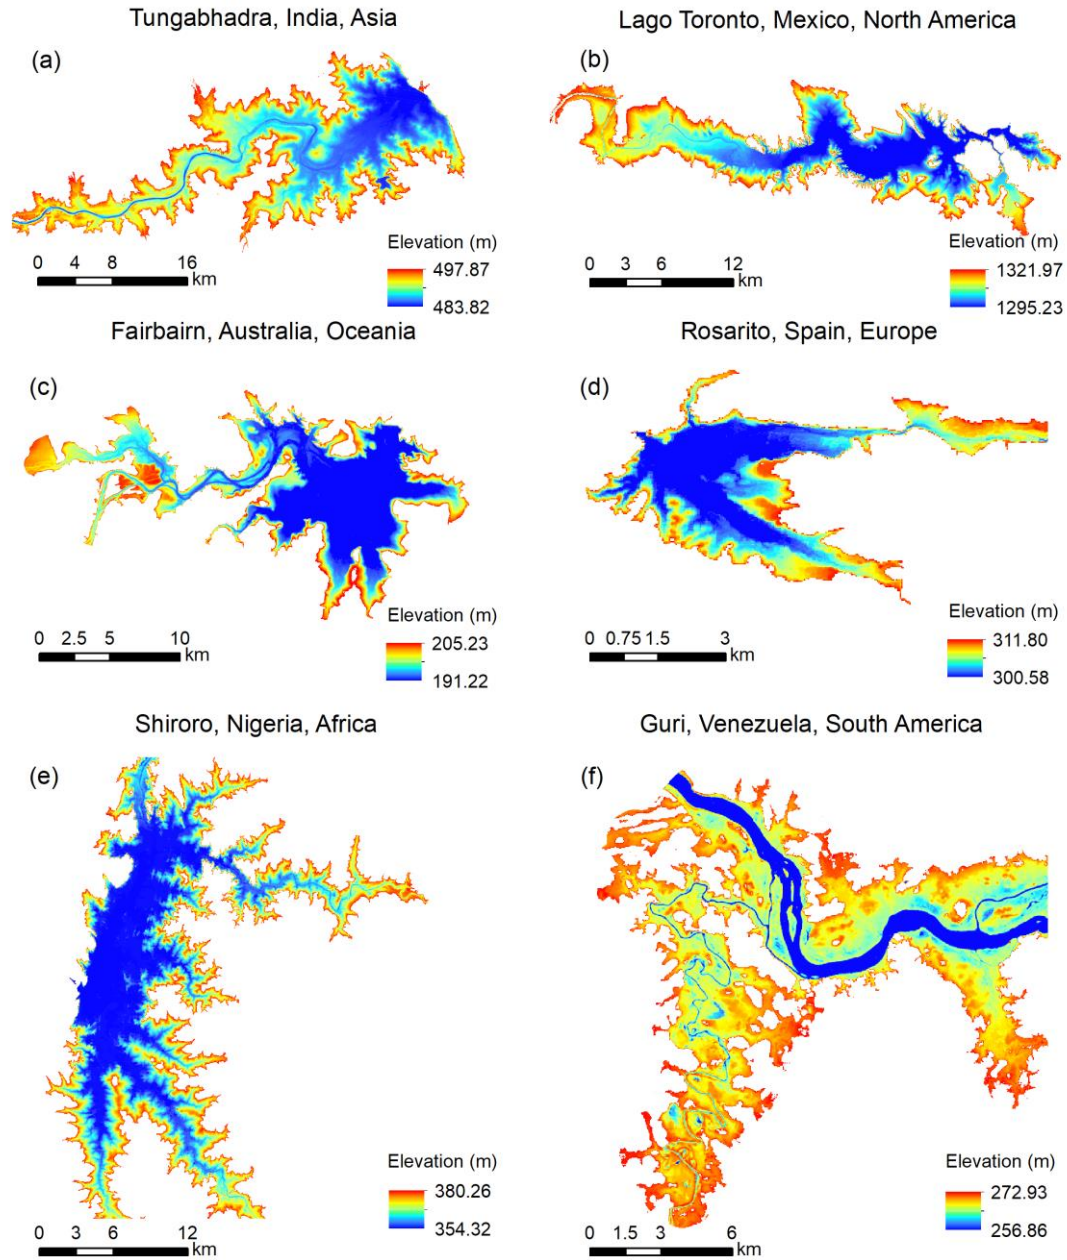 Tungabhadra, India, Asia
(a)
Elevation (m)
497.87
483.82
0 4 8 16
km
Lago Toronto, Mexico, North America
(b)
Elevation (m)
1321.97
1295.23
0 3 6 12
km
Fairbairn, Australia, Oceania
(c)
Elevation (m)
205.23
191.22
0 2.5 5 10
km
Rosarito, Spain, Europe
(d)
Elevation (m)
311.80
300.58
0 0.75 1.5 3
km
Shiroro, Nigeria, Africa
(e)
Elevation (m)
380.26
354.32
0 3 6 12
km
Guri, Venezuela, South America
(f)
Elevation (m)
272.93
256.86
0 1.5 3 6
km